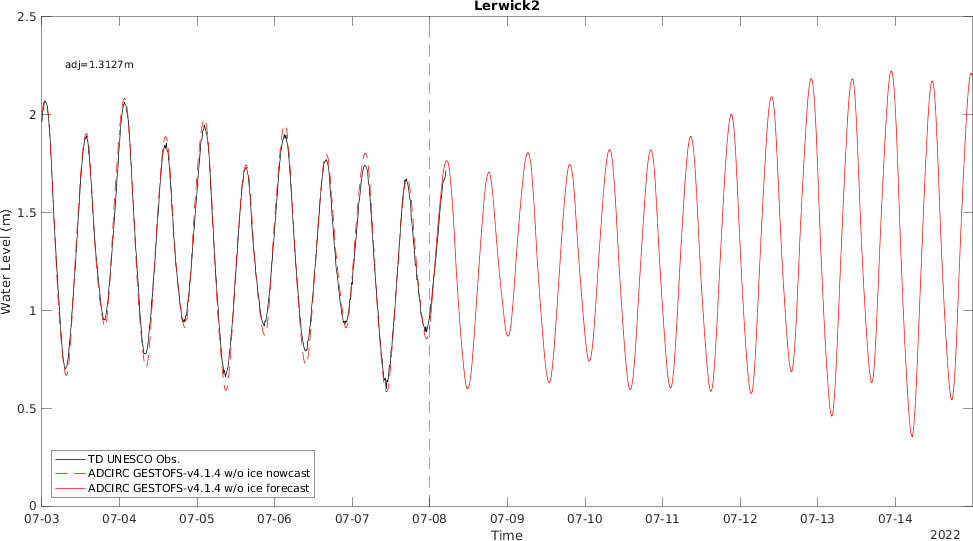 Lerwick2
2.5
adj=1.3127m
2
1.5
Water Level (m)
1
0.5
TD UNESCO Obs.
ADCIRC GESTOFS-v4.1.4 w/o ice nowcast
ADCIRC GESTOFS-v4.1.4 w/o ice forecast
0
07-03 07-04 07-05 07-06 07-07 07-08 07-09 07-10 07-11 07-12 07-13 07-14
Time
2022